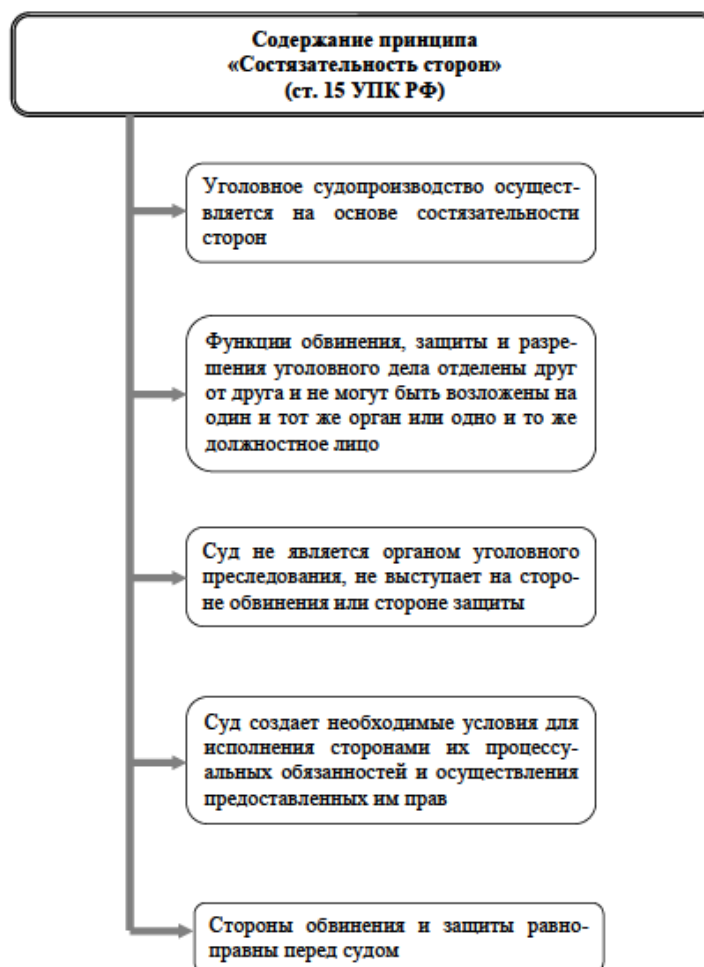 Содержание принципа
«Состязательность сторон»
(ст. 15 УПК РФ)
Уголовное судопроизводство осущест-
вляется на основе состязательности
сторон
Функции обвинения, защиты и разре-
шения уголовного дела отделены друг
от друга и не могут быть возложены на
один и тот же орган или одно и то же
должностное лицо
Суд не является органом уголовного
преследования, не выступает на сторо-
не обвинения или стороне защиты
Суд создает необходимые условия для
исполнения сторонами их процессу-
альных обязанностей и осуществления
предоставленных им прав
Стороны обвинения и защиты равно-
правны перед судом